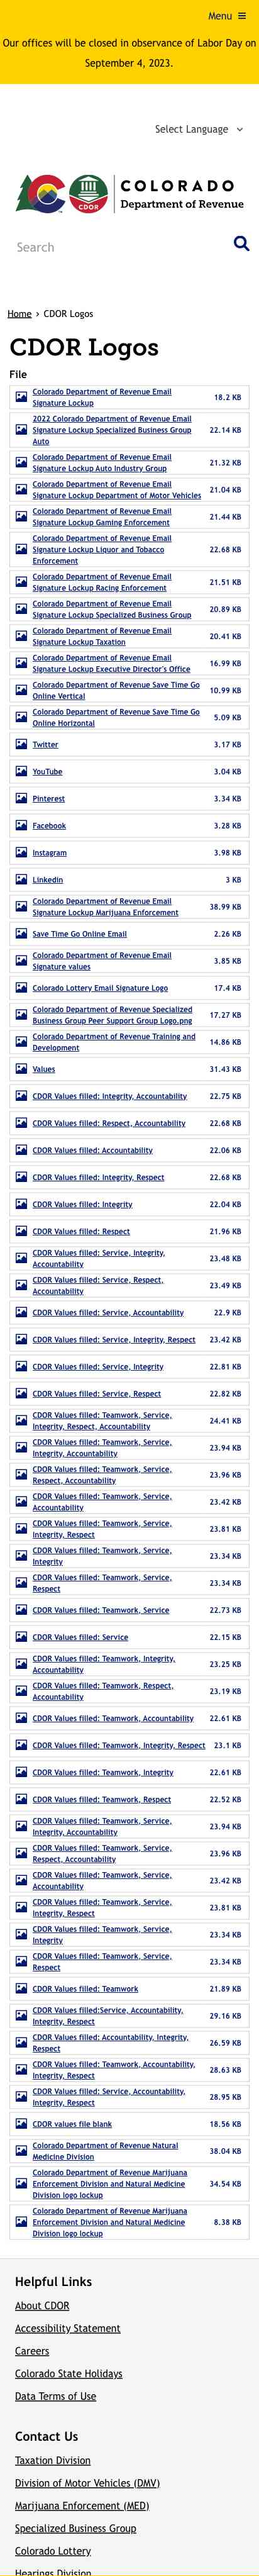 Menu
Our offices will be closed in observance of Labor Day on
September 4, 2023.
Select Language
COLORADO
Department of Revenue
CDOR
Search
Home › CDOR Logos
CDOR Logos
File
Colorado Department of Revenue Email
Signature Lockup
18.2 KB
2022 Colorado Department of Revenue Email
Signature Lockup Specialized Business Group
Auto
22.14 KB
Colorado Department of Revenue Email
Signature Lockup Auto Industry Group
21.32 KB
Colorado Department of Revenue Email
Signature Lockup Department of Motor Vehicles
21.04 KB
Colorado Department of Revenue Email
Signature Lockup Gaming Enforcement
21.44 KB
Colorado Department of Revenue Email
Signature Lockup Liquor and Tobacco
Enforcement
22.68 KB
Colorado Department of Revenue Email
Signature Lockup Racing Enforcement
21.51 KB
Colorado Department of Revenue Email
Signature Lockup Specialized Business Group
20.89 KB
Colorado Department of Revenue Email
Signature Lockup Taxation
20.41 KB
Colorado Department of Revenue Email
Signature Lockup Executive Director's Office
16.99 KB
Colorado Department of Revenue Save Time Go
Online Vertical
10.99 KB
Colorado Department of Revenue Save Time Go
Online Horizontal
5.09 KB
Twitter
3.17 KB
YouTube
3.04 KB
Pinterest
3.34 KB
Facebook
3.28 KB
Instagram
3.98 KB
Linkedin
3 KB
Colorado Department of Revenue Email
Signature Lockup Marijuana Enforcement
38.99 KB
Save Time Go Online Email
2.26 KB
Colorado Department of Revenue Email
Signature values
3.85 KB
Colorado Lottery Email Signature Logo
17.4 KB
Colorado Department of Revenue Specialized
Business Group Peer Support Group Logo.png
17.27 KB
Colorado Department of Revenue Training and
Development
14.86 KB
Values
31.43 KB
CDOR Values filled: Integrity, Accountability
22.75 KB
CDOR Values filled: Respect, Accountability
22.68 KB
CDOR Values filled: Accountability
22.06 KB
CDOR Values filled: Integrity, Respect
22.68 KB
CDOR Values filled: Integrity
22.04 KB
CDOR Values filled: Respect
21.96 KB
CDOR Values filled: Service, Integrity,
Accountability
23.48 KB
CDOR Values filled: Service, Respect,
Accountability
23.49 KB
CDOR Values filled: Service, Accountability
22.9 KB
CDOR Values filled: Service, Integrity, Respect
23.42 KB
CDOR Values filled: Service, Integrity
22.81 KB
CDOR Values filled: Service, Respect
22.82 KB
CDOR Values filled: Teamwork, Service,
Integrity, Respect, Accountability
24.41 KB
CDOR Values filled: Teamwork, Service,
Integrity, Accountability
23.94 KB
CDOR Values filled: Teamwork, Service,
Respect, Accountability
23.96 KB
CDOR Values filled: Teamwork, Service,
Accountability
23.42 KB
CDOR Values filled: Teamwork, Service,
Integrity, Respect
23.81 KB
CDOR Values filled: Teamwork, Service,
Integrity
23.34 KB
CDOR Values filled: Teamwork, Service,
Respect
23.34 KB
CDOR Values filled: Teamwork, Service
22.73 KB
CDOR Values filled: Service
22.15 KB
CDOR Values filled: Teamwork, Integrity,
Accountability
23.25 KB
CDOR Values filled: Teamwork, Respect,
Accountability
23.19 KB
CDOR Values filled: Teamwork, Accountability
22.61 KB
CDOR Values filled: Teamwork, Integrity, Respect
23.1 KB
CDOR Values filled: Teamwork, Integrity
22.61 KB
CDOR Values filled: Teamwork, Respect
22.52 KB
CDOR Values filled: Teamwork, Service,
Integrity, Accountability
23.94 KB
CDOR Values filled: Teamwork, Service,
Respect, Accountability
23.96 KB
CDOR Values filled: Teamwork, Service,
Accountability
23.42 KB
CDOR Values filled: Teamwork, Service,
Integrity, Respect
23.81 KB
CDOR Values filled: Teamwork, Service,
Integrity
23.34 KB
CDOR Values filled: Teamwork, Service,
Respect
23.34 KB
CDOR Values filled: Teamwork
21.89 KB
CDOR Values filled:Service, Accountability,
Integrity, Respect
29.16 KB
CDOR Values filled: Accountability, Integrity,
Respect
26.59 KB
CDOR Values filled: Teamwork, Accountability,
Integrity, Respect
28.63 KB
CDOR Values filled: Service, Accountability,
Integrity, Respect
28.95 KB
CDOR values file blank
18.56 KB
Colorado Department of Revenue Natural
Medicine Division
38.04 KB
Colorado Department of Revenue Marijuana
Enforcement Division and Natural Medicine
Division logo lockup
34.54 KB
Colorado Department of Revenue Marijuana
Enforcement Division and Natural Medicine
Division logo lockup
8.38 KB
Helpful Links
About CDOR
Accessibility Statement
Careers
Colorado State Holidays
Data Terms of Use
Contact Us
Taxation Division
Division of Motor Vehicles (DMV)
Marijuana Enforcement (MED)
Specialized Business Group
Colorado Lottery
Hearings Division